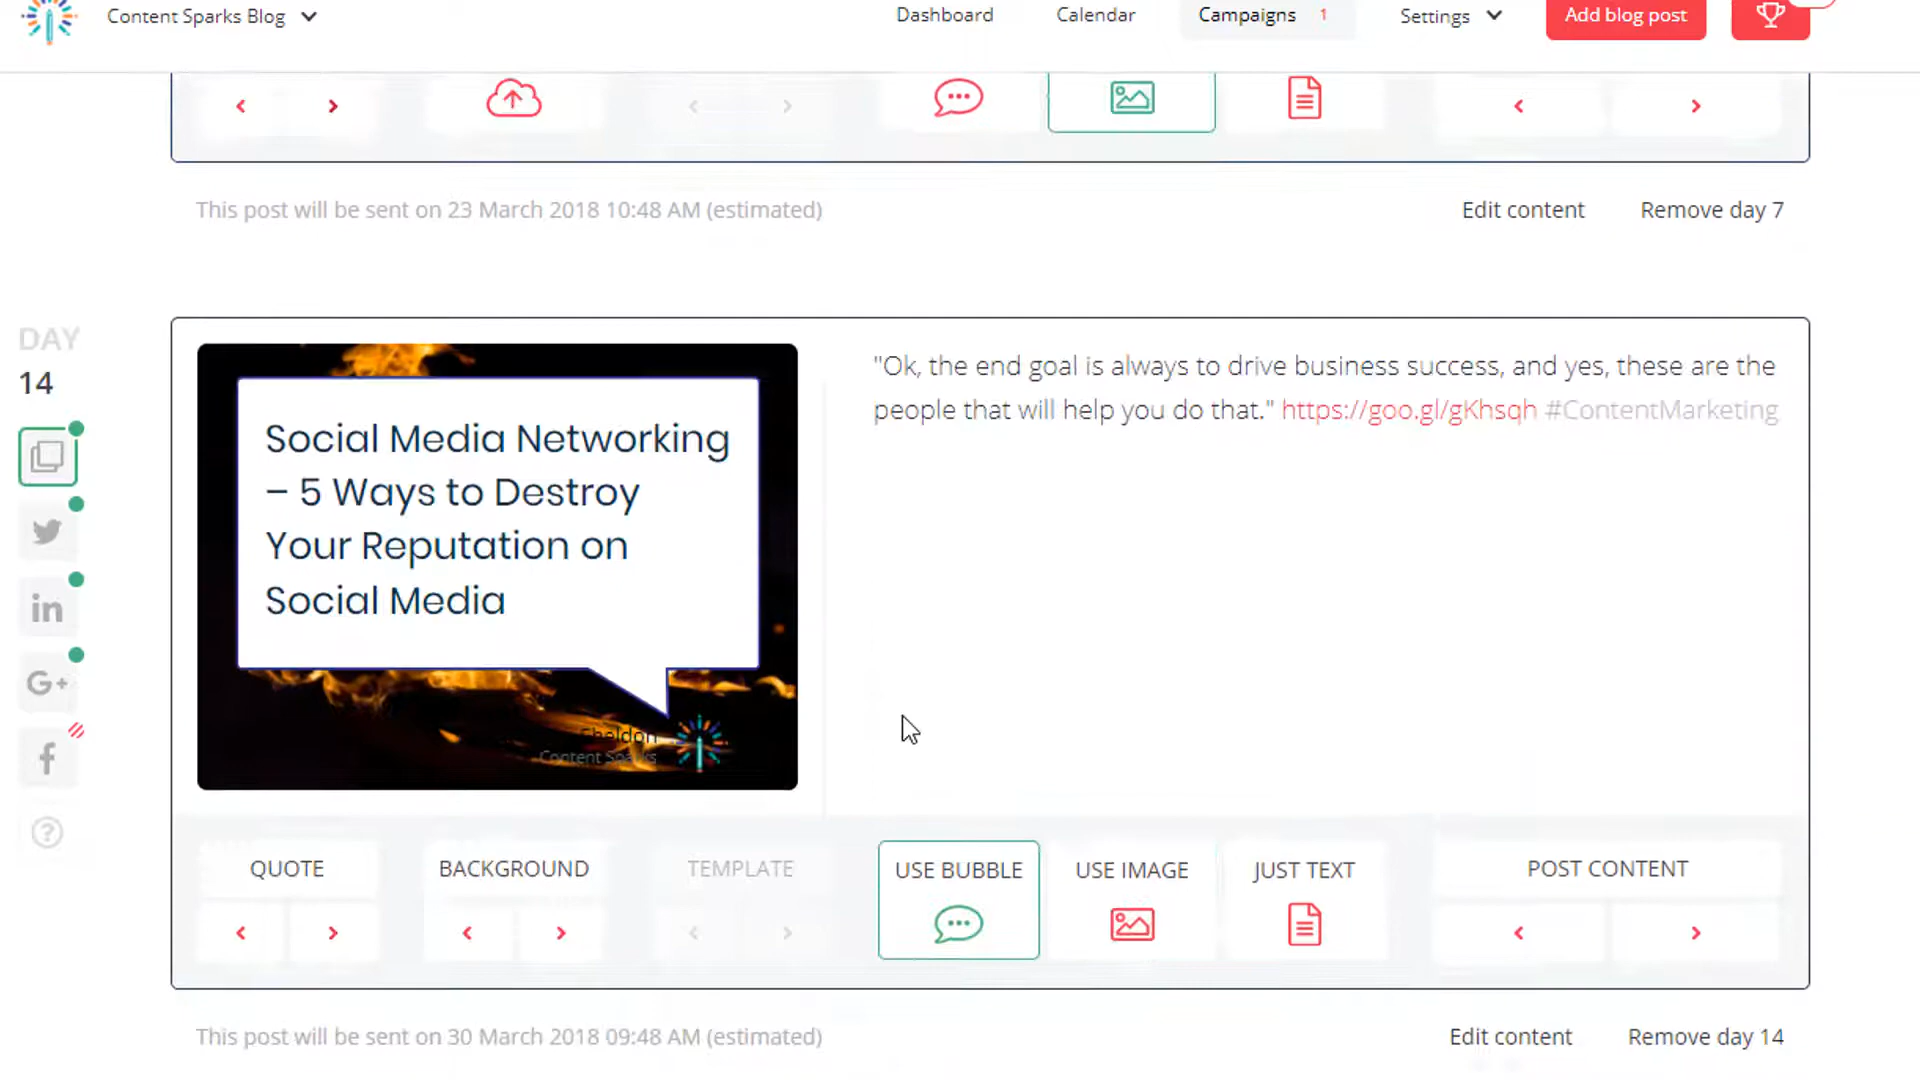 Content Sparks Blog
Dashboard
Calendar
Campaigns 1
Settings
Add blog post
This post will be sent on 23 March 2018 10:48 AM (estimated)
Edit content
Remove day 7
DAY
14
Social Media Networking
– 5 Ways to Destroy
Your Reputation on
Social Media
Sheldon
Content Sparks
"Ok, the end goal is always to drive business success, and yes, these are the
people that will help you do that." https://goo.gl/gKhsqh #ContentMarketing
in
G+
f
?
QUOTE
BACKGROUND
TEMPLATE
USE BUBBLE
USE IMAGE
JUST TEXT
POST CONTENT
This post will be sent on 30 March 2018 09:48 AM (estimated)
Edit content
Remove day 14